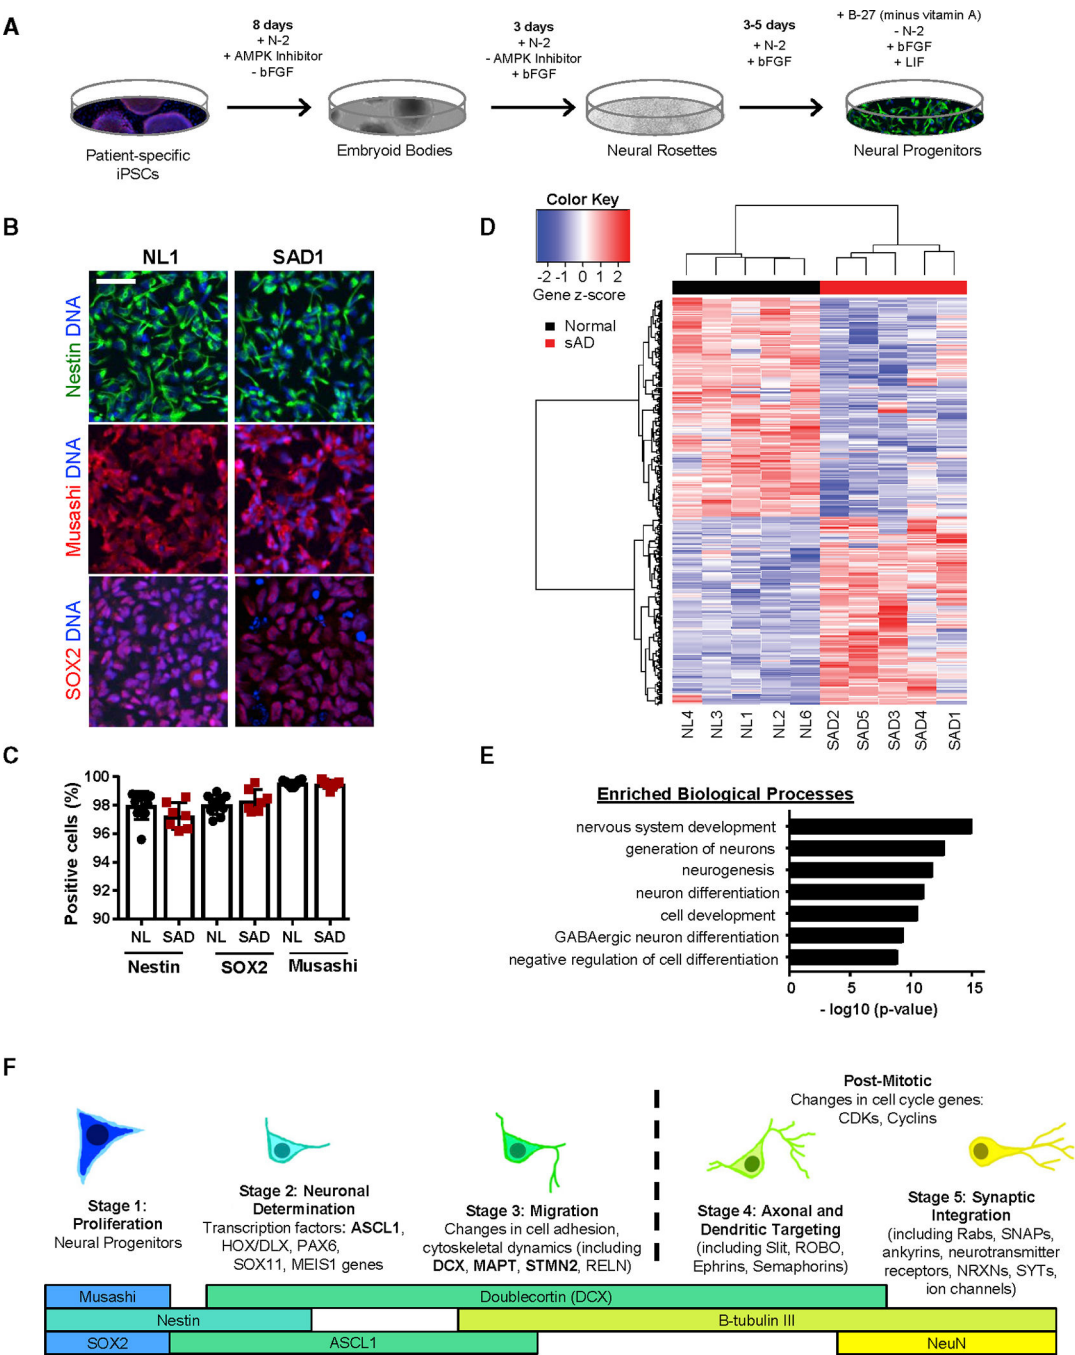 A
8 days
+ N-2
+ AMPK Inhibitor
- bFGF
3 days
+ N-2
- AMPK Inhibitor
+ bFGF
3-5 days
+ N-2
+ bFGF
+ B-27 (minus vitamin A)
- N-2
+ bFGF
+ LIF
Patient-specific
iPSCs
Embryoid Bodies
Neural Rosettes
Neural Progenitors
B
NL1
SAD1
Nestin DNA
Musashi DNA
SOX2 DNA
C
Positive cells (%)
100
98
96
94
92
90
NL
SAD
NL
SAD
NL
SAD
Nestin
SOX2
Musashi
D
Color Key
-2 -1 0 1 2
Gene z-score
Normal
sAD
NL4
NL3
NL1
NL2
NL6
SAD2
SAD5
SAD3
SAD4
SAD1
E
Enriched Biological Processes
nervous system development
generation of neurons
neurogenesis
neuron differentiation
cell development
GABAergic neuron differentiation
negative regulation of cell differentiation
0 5 10 15
- log10 (p-value)
F
Stage 1:
Proliferation
Neural Progenitors
Stage 2: Neuronal
Determination
Transcription factors: ASCL1,
HOX/DLX, PAX6,
SOX11, MEIS1 genes
Stage 3: Migration
Changes in cell adhesion,
cytoskeletal dynamics (including
DCX, MAPT, STMN2, RELN)
Post-Mitotic
Changes in cell cycle genes:
CDKs, Cyclins
Stage 4: Axonal and
Dendritic Targeting
(including Slit, ROBO,
Ephrins, Semaphorins)
Stage 5: Synaptic
Integration
(including Rabs, SNAPs,
ankyrins, neurotransmitter
receptors, NRXNs, SYTs,
ion channels)
Musashi
Doublecortin (DCX)
Nestin
B-tubulin III
SOX2
ASCL1
NeuN